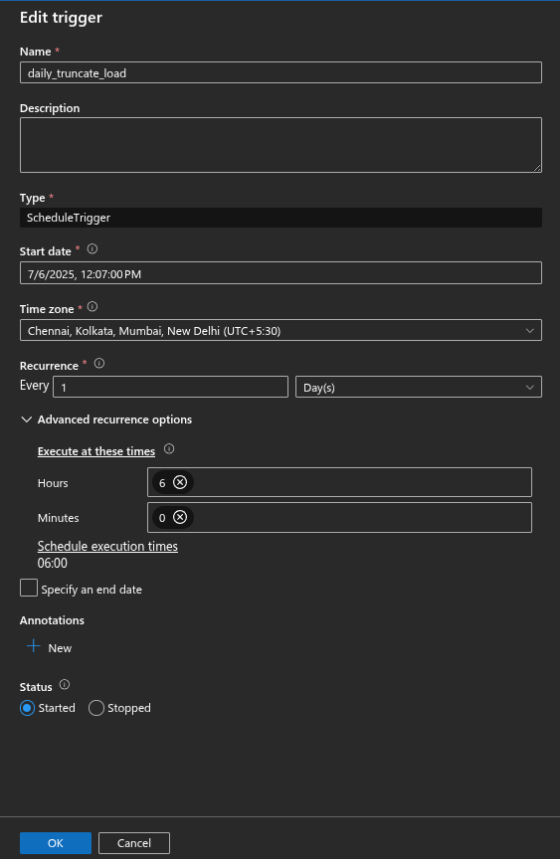 Edit trigger
Name *
daily_truncate_load
Description
Type *
ScheduleTrigger
Start date *
7/6/2025, 12:07:00 PM
Time zone *
Chennai, Kolkata, Mumbai, New Delhi (UTC+5:30)
Recurrence *
Every 1 Day(s)
Advanced recurrence options
Execute at these times
Hours 6
Minutes 0
Schedule execution times
06:00
Specify an end date
Annotations
New
Status
Started Stopped
OK Cancel